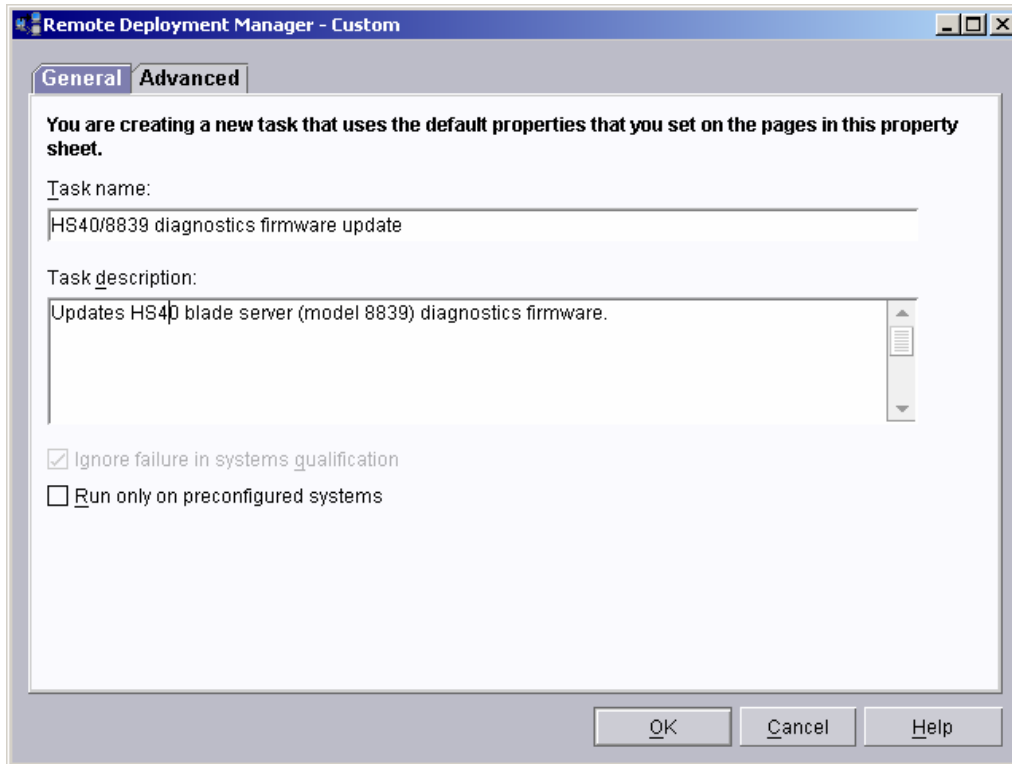 Remote Deployment Manager - Custom
General Advanced
You are creating a new task that uses the default properties that you set on the pages in this property
sheet.
Task name:
HS40/8839 diagnostics firmware update
Task description:
Updates HS40 blade server (model 8839) diagnostics firmware.
Ignore failure in systems qualification
Run only on preconfigured systems
OK Cancel Help